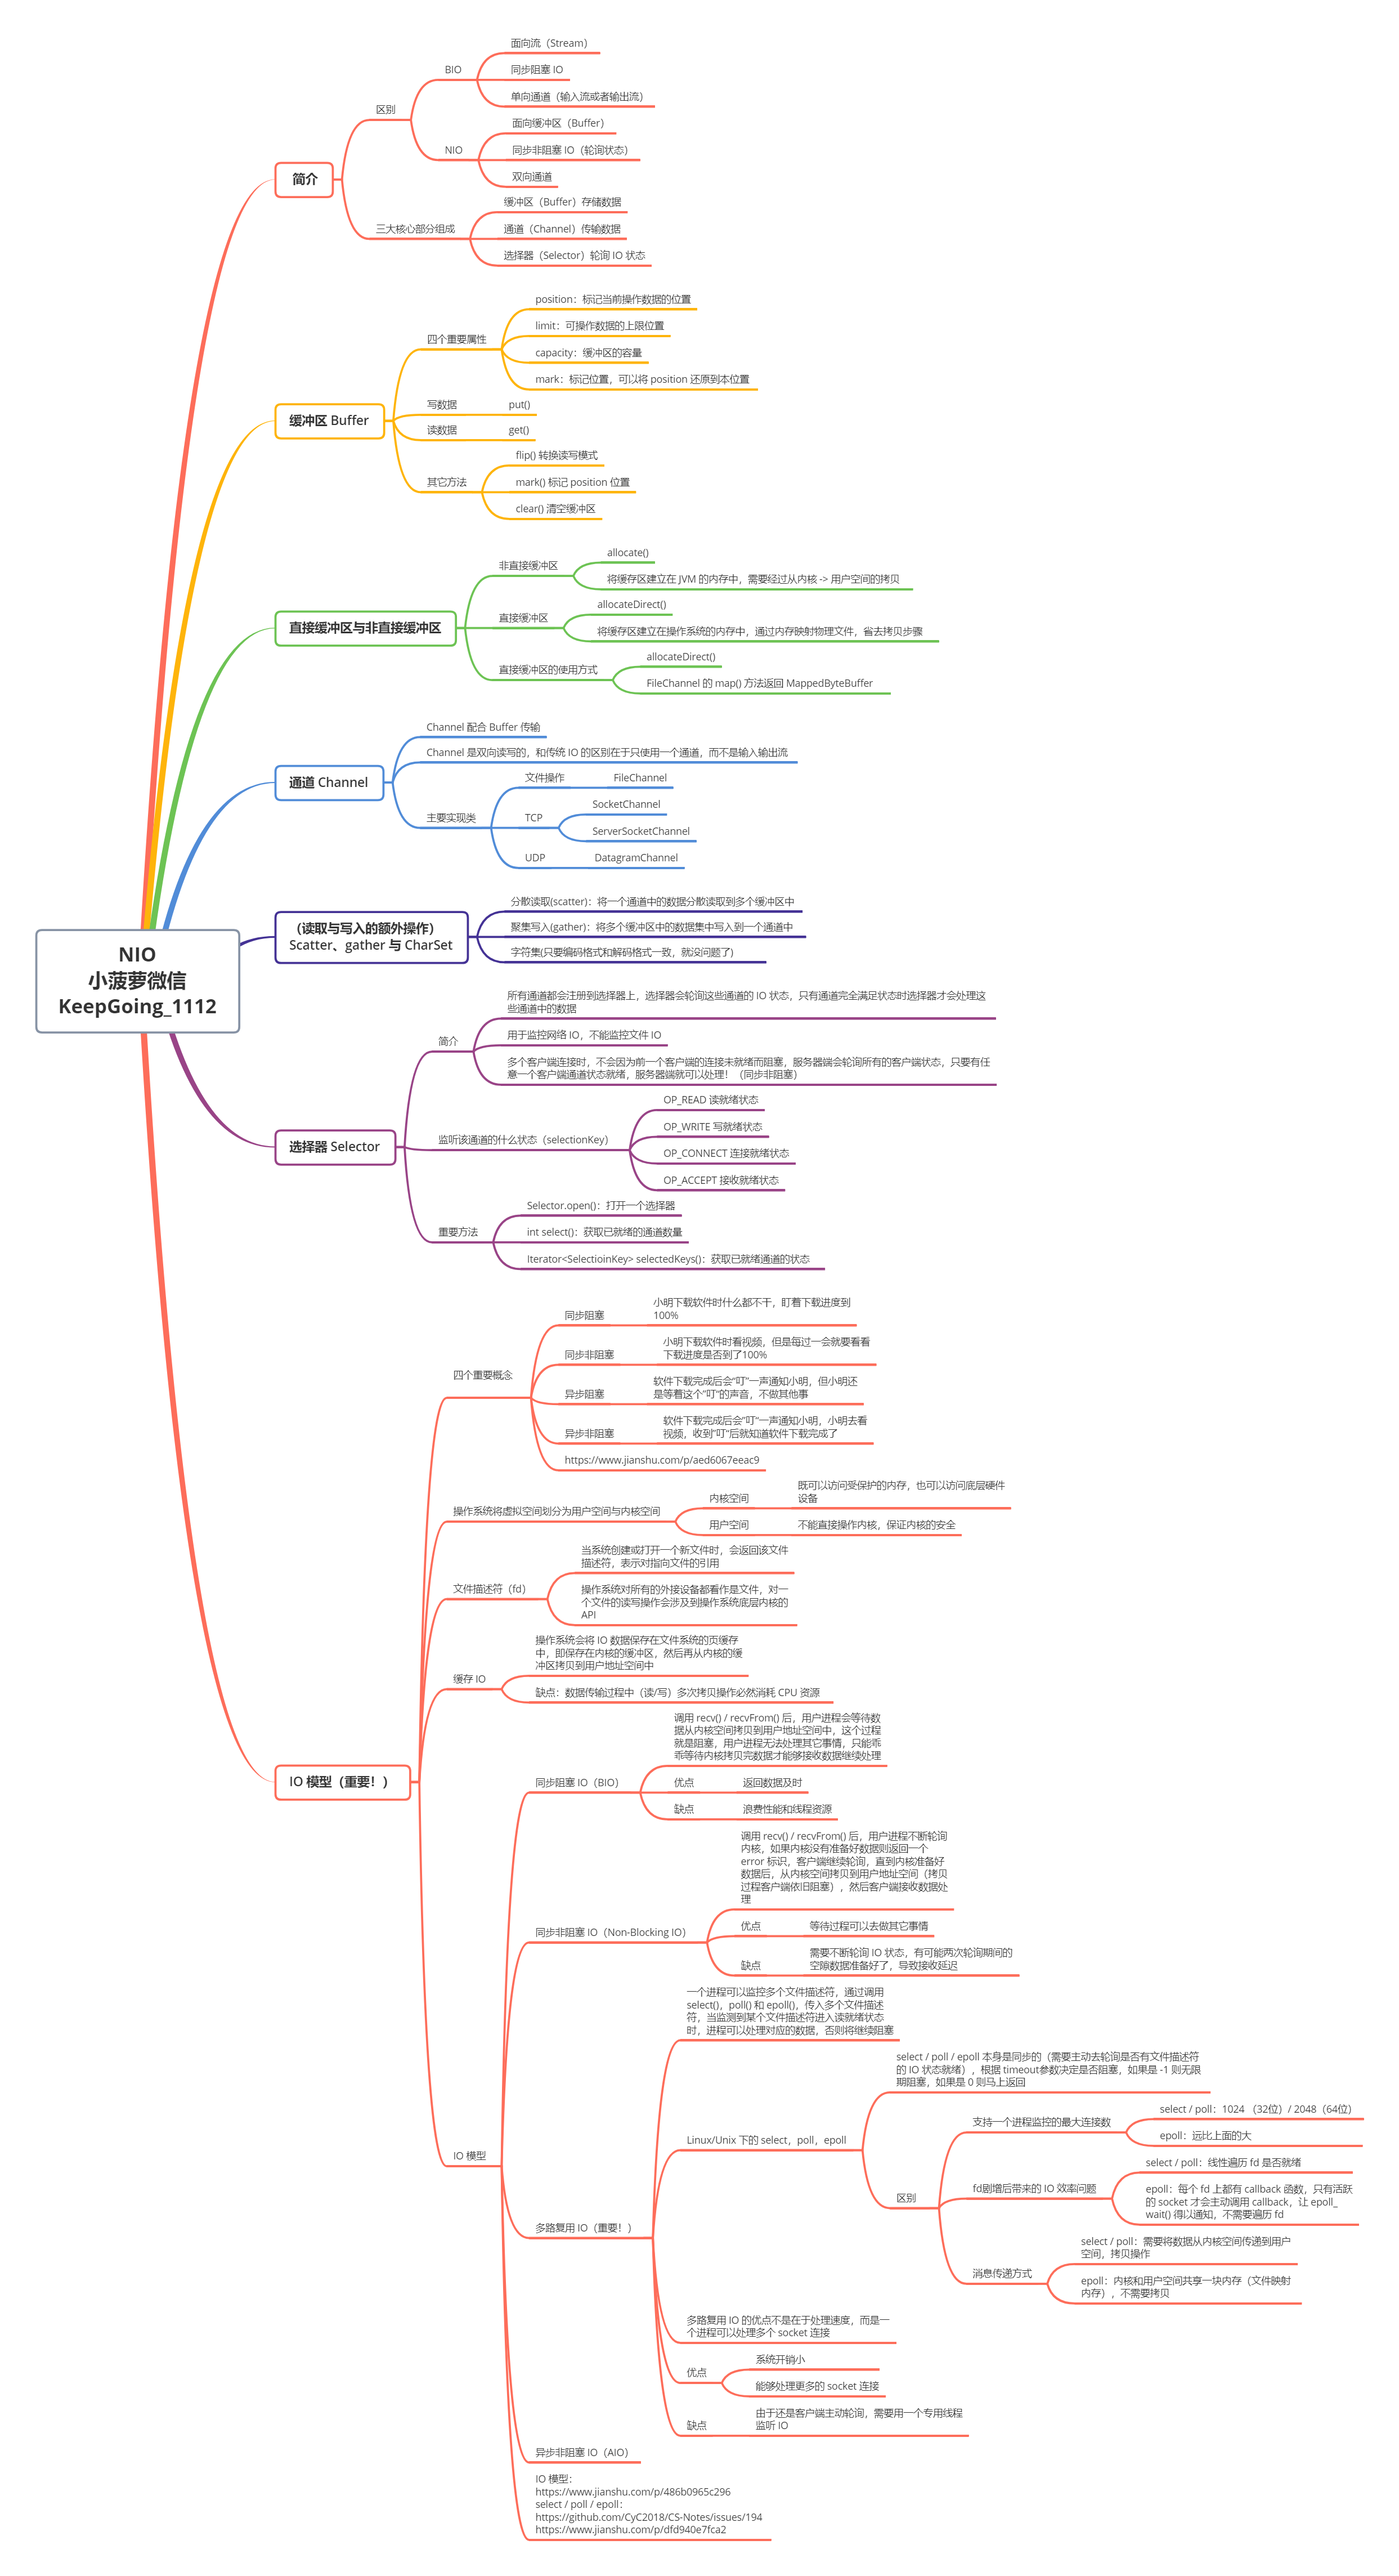 NIO
小菠萝微信
KeepGoing_1112
简介
区别
BIO
面向流（Stream）
同步阻塞 IO
单向通道（输入流或者输出流）
NIO
面向缓冲区（Buffer）
同步非阻塞 IO（轮询状态）
双向通道
三大核心部分组成
缓冲区（Buffer）存储数据
通道（Channel）传输数据
选择器（Selector）轮询 IO 状态
缓冲区 Buffer
四个重要属性
position：标记当前操作数据的位置
limit：可操作数据的上限位置
capacity：缓冲区的容量
mark：标记位置，可以将 position 还原到本位置
写数据
put()
读数据
get()
其它方法
flip() 转换读写模式
mark() 标记 position 位置
clear() 清空缓冲区
直接缓冲区与非直接缓冲区
非直接缓冲区
allocate()
将缓存区建立在 JVM 的内存中，需要经过从内核 -> 用户空间的拷贝
直接缓冲区
allocateDirect()
将缓存区建立在操作系统的内存中，通过内存映射物理文件，省去拷贝步骤
直接缓冲区的使用方式
allocateDirect()
FileChannel 的 map() 方法返回 MappedByteBuffer
通道 Channel
Channel 配合 Buffer 传输
Channel 是双向读写的，和传统 IO 的区别在于只使用一个通道，而不是输入输出流
主要实现类
文件操作
FileChannel
TCP
SocketChannel
ServerSocketChannel
UDP
DatagramChannel
（读取与写入的额外操作）
Scatter、gather 与 CharSet
分散读取(scatter)：将一个通道中的数据分散读取到多个缓冲区中
聚集写入(gather)：将多个缓冲区中的数据集中写入到一个通道中
字符集(只要编码格式和解码格式一致，就没问题了)
选择器 Selector
简介
所有通道都会注册到选择器上，选择器会轮询这些通道的 IO 状态，只有通道完全满足状态时选择器才会处理这
些通道中的数据
用于监控网络 IO，不能监控文件 IO
多个客户端连接时，不会因为前一个客户端的连接未就绪而阻塞，服务器端会轮询所有的客户端状态，只要有任
意一个客户端通道状态就绪，服务器端就可以处理！（同步非阻塞）
监听该通道的什么状态（selectionKey）
OP_READ 读就绪状态
OP_WRITE 写就绪状态
OP_CONNECT 连接就绪状态
OP_ACCEPT 接收就绪状态
重要方法
Selector.open()：打开一个选择器
int select()：获取已就绪的通道数量
Iterator<SelectioinKey> selectedKeys()：获取已就绪通道的状态
IO 模型（重要！）
四个重要概念
同步阻塞
小明下载软件时什么都不干，盯着下载进度到
100%
同步非阻塞
小明下载软件时看视频，但是每过一会就要看看
下载进度是否到了100%
异步阻塞
软件下载完成后会“叮”一声通知小明，但小明还
是等着这个“叮“的声音，不做其他事
异步非阻塞
软件下载完成后会“叮“一声通知小明，小明去看
视频，收到“叮“后就知道软件下载完成了
https://www.jianshu.com/p/aed6067eeac9
操作系统将虚拟空间划分为用户空间与内核空间
内核空间
既可以访问受保护的内存，也可以访问底层硬件
设备
用户空间
不能直接操作内核，保证内核的安全
文件描述符（fd）
当系统创建或打开一个新文件时，会返回该文件
描述符，表示对指向文件的引用
操作系统对所有的外接设备都看作是文件，对一
个文件的读写操作会涉及到操作系统底层内核的
API
缓存 IO
操作系统会将 IO 数据保存在文件系统的页缓存
中，即保存在内核的缓冲区，然后再从内核的缓
冲区拷贝到用户地址空间中
缺点：数据传输过程中（读/写）多次拷贝操作必然消耗 CPU 资源
IO 模型
同步阻塞 IO（BIO）
调用 recv() / recvFrom() 后，用户进程会等待数
据从内核空间拷贝到用户地址空间中，这个过程
就是阻塞，用户进程无法处理其它事情，只能乖
乖等待内核拷贝完数据才能够接收数据继续处理
优点
返回数据及时
缺点
浪费性能和线程资源
同步非阻塞 IO（Non-Blocking IO）
调用 recv() / recvFrom() 后，用户进程不断轮询
内核，如果内核没有准备好数据则返回一个
error 标识，客户端继续轮询，直到内核准备好
数据后，从内核空间拷贝到用户地址空间（拷贝
过程客户端依旧阻塞），然后客户端接收数据处
理
优点
等待过程可以去做其它事情
缺点
需要不断轮询 IO 状态，有可能两次轮询期间的
空隙数据准备好了，导致接收延迟
多路复用 IO（重要！）
一个进程可以监控多个文件描述符，通过调用
select()，poll() 和 epoll()，传入多个文件描述
符，当监测到某个文件描述符进入读就绪状态
时，进程可以处理对应的数据，否则将继续阻塞
Linux/Unix 下的 select，poll，epoll
select / poll / epoll 本身是同步的（需要主动去轮询是否有文件描述符
的 IO 状态就绪），根据 timeout参数决定是否阻塞，如果是 -1 则无限
期阻塞，如果是 0 则马上返回
区别
支持一个进程监控的最大连接数
select / poll：1024 （32位）/ 2048（64位）
epoll：远比上面的大
fd剧增后带来的 IO 效率问题
select / poll：线性遍历 fd 是否就绪
epoll：每个 fd 上都有 callback 函数，只有活跃
的 socket 才会主动调用 callback，让 epoll_
wait() 得以通知，不需要遍历 fd
消息传递方式
select / poll：需要将数据从内核空间传递到用户
空间，拷贝操作
epoll：内核和用户空间共享一块内存（文件映射
内存），不需要拷贝
多路复用 IO 的优点不是在于处理速度，而是一
个进程可以处理多个 socket 连接
优点
系统开销小
能够处理更多的 socket 连接
缺点
由于还是客户端主动轮询，需要用一个专用线程
监听 IO
异步非阻塞 IO（AIO）
IO 模型：
https://www.jianshu.com/p/486b0965c296
select / poll / epoll：
https://github.com/CyC2018/CS-Notes/issues/194
https://www.jianshu.com/p/dfd940e7fca2